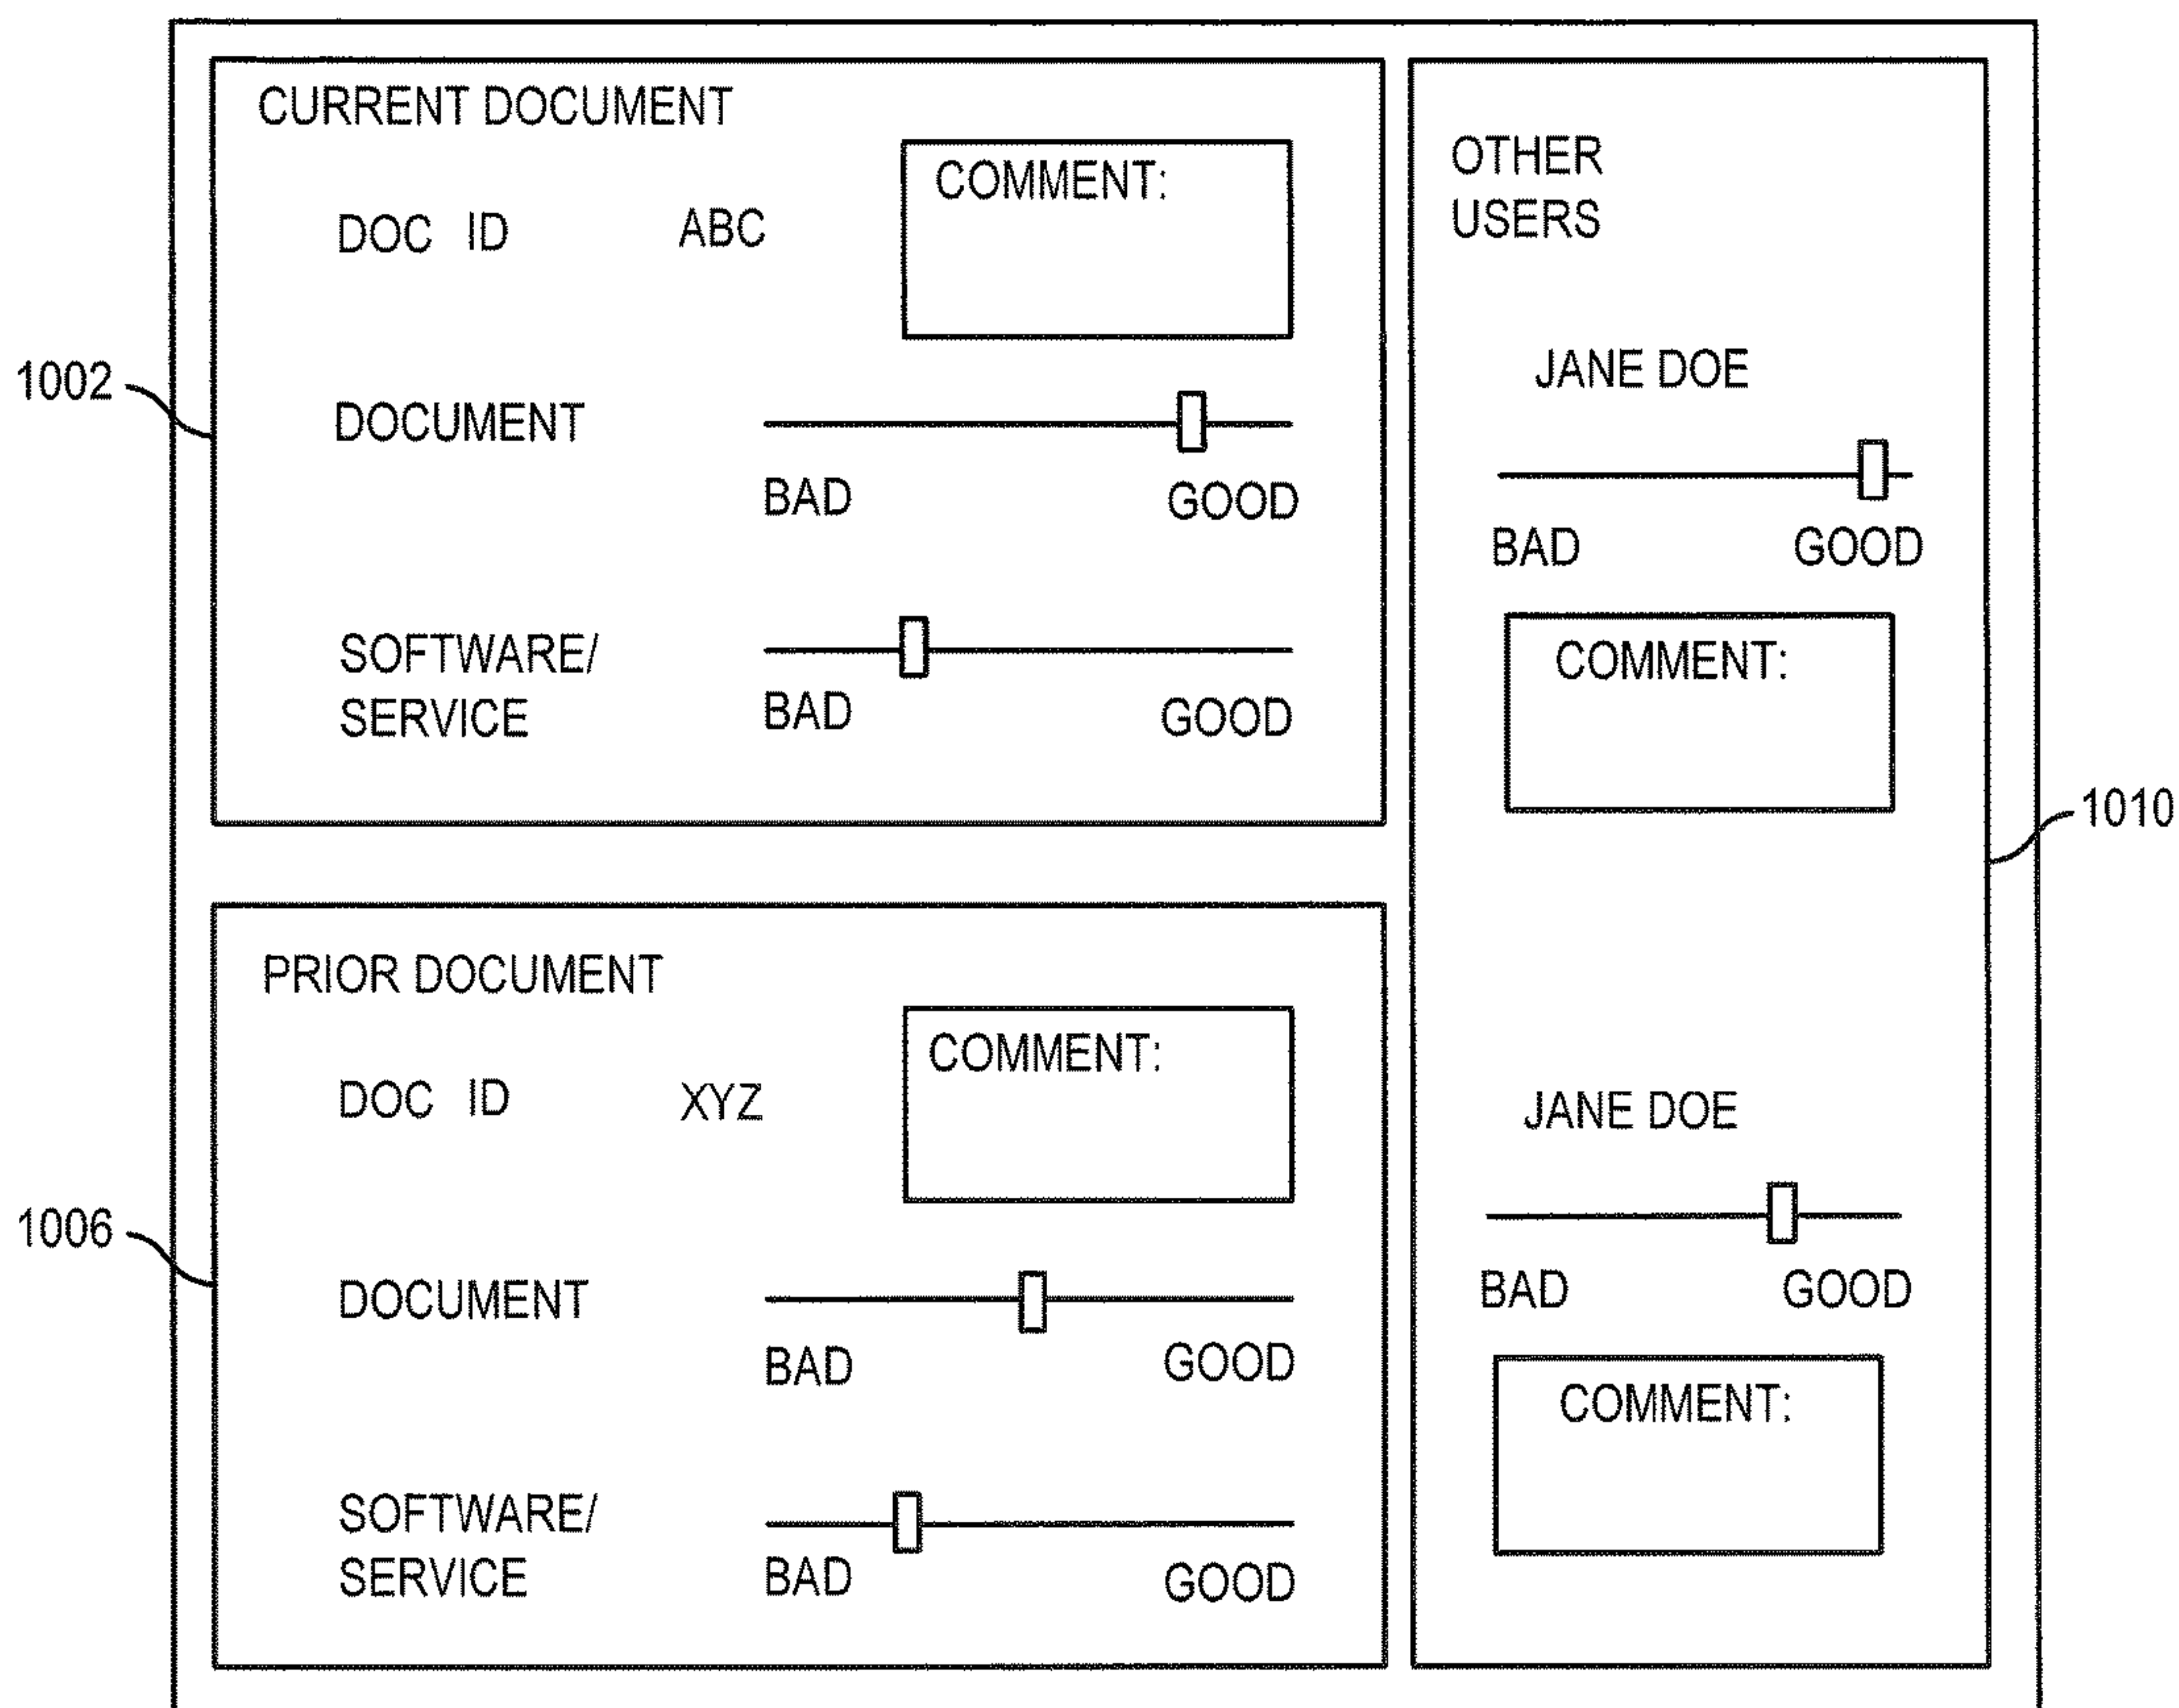 CURRENT DOCUMENT
COMMENT:
DOC ID ABC
1002
DOCUMENT
BAD GOOD
SOFTWARE/
SERVICE
BAD GOOD
PRIOR DOCUMENT
COMMENT:
DOC ID XYZ
1006
DOCUMENT
BAD GOOD
SOFTWARE/
SERVICE
BAD GOOD
OTHER
USERS
JANE DOE
BAD GOOD
COMMENT:
1010
JANE DOE
BAD GOOD
COMMENT: